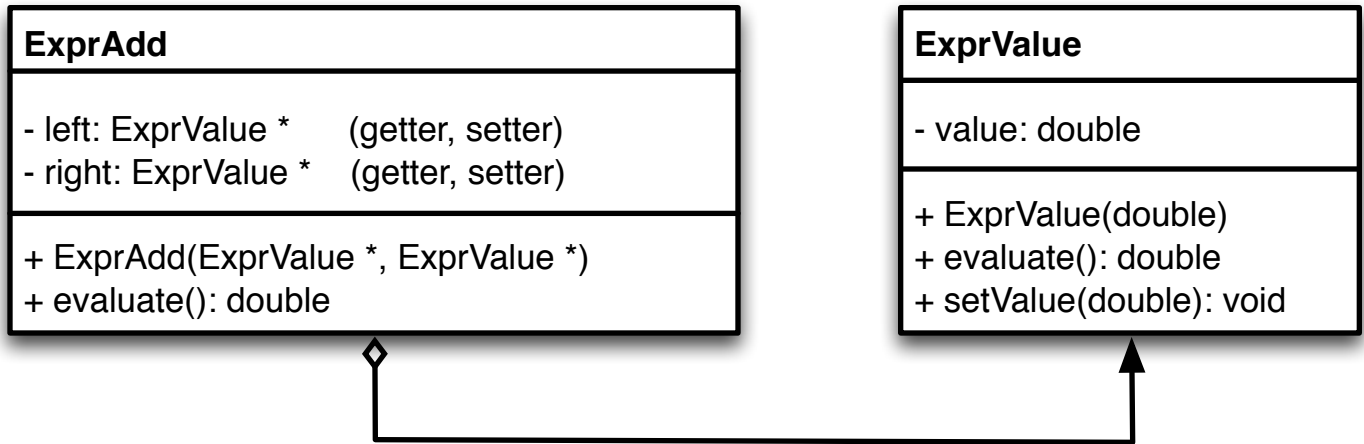 ExprAdd
- left: ExprValue * (getter, setter)
- right: ExprValue * (getter, setter)
+ ExprAdd(ExprValue *, ExprValue *)
+ evaluate(): double
ExprValue
- value: double
+ ExprValue(double)
+ evaluate(): double
+ setValue(double): void